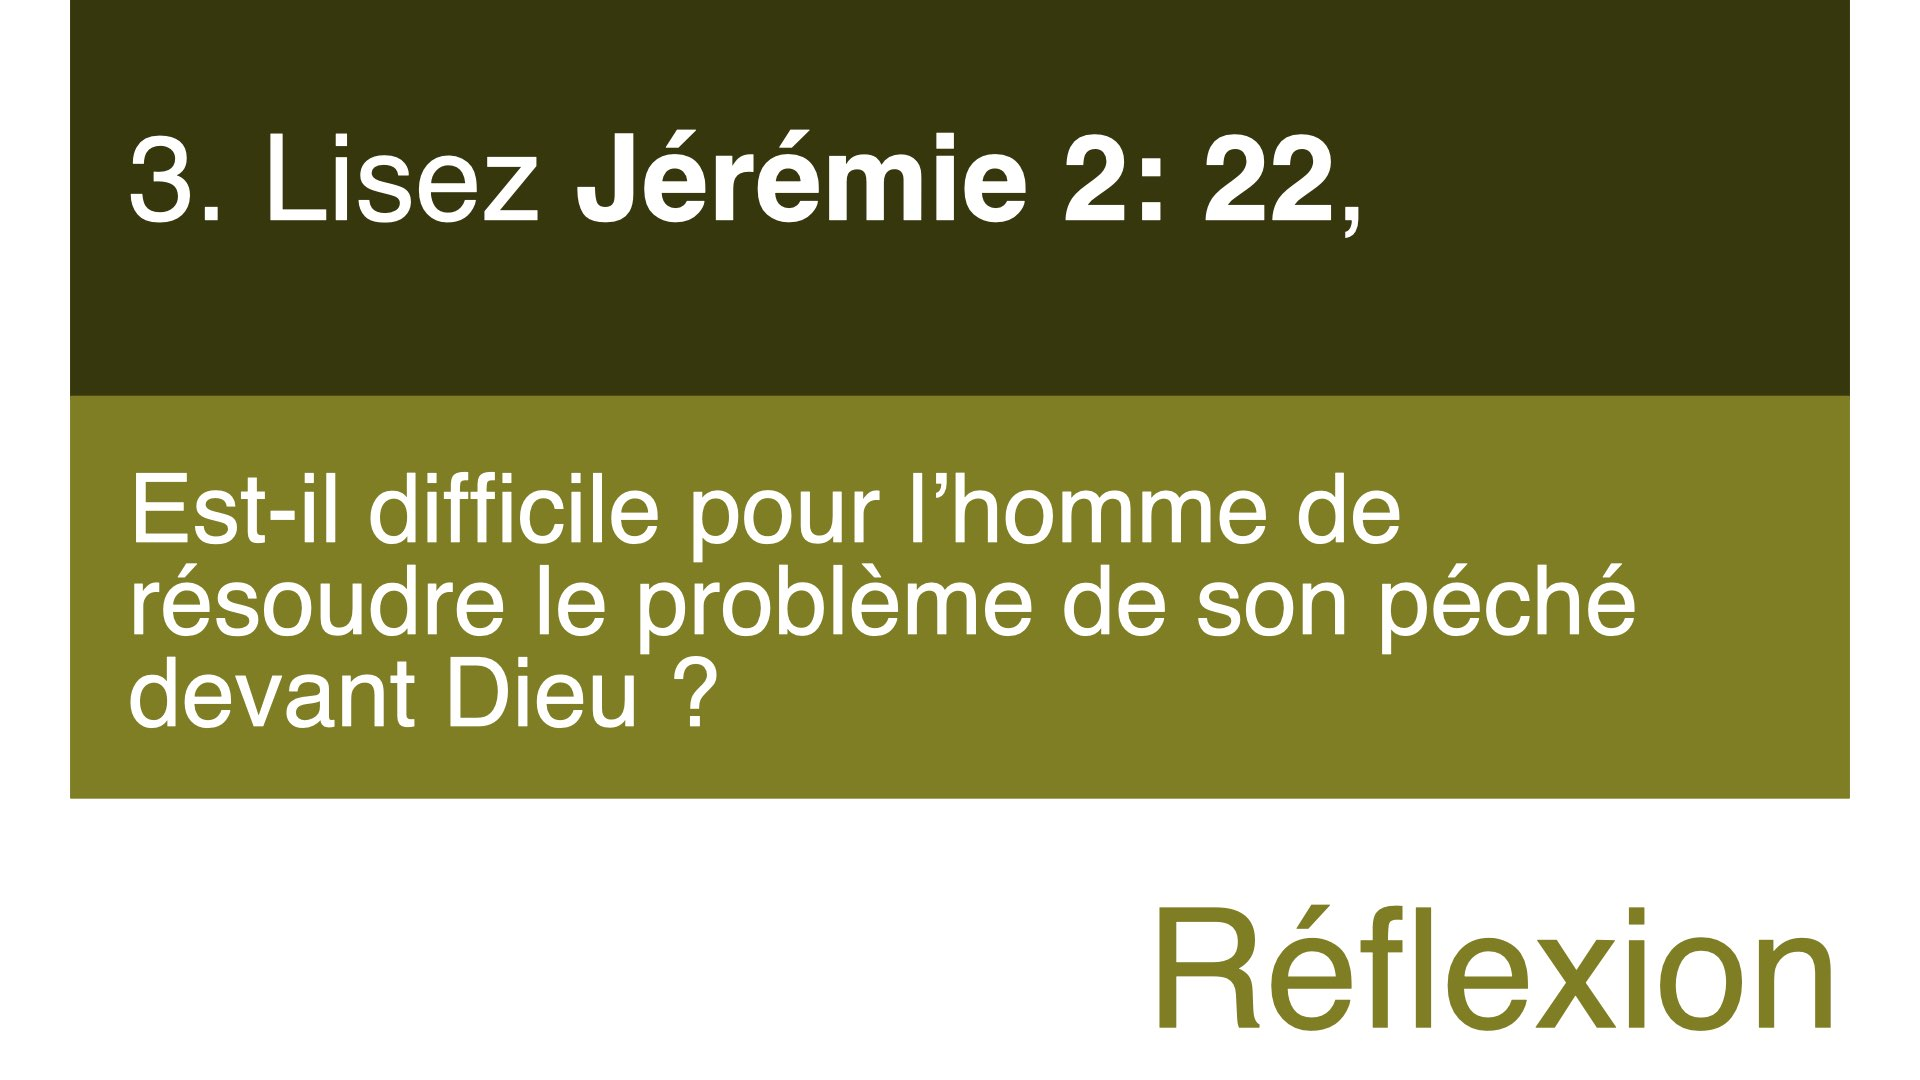 3. Lisez Jérémie 2: 22,
Est-il difficile pour l’homme de
résoudre le problème de son péché
devant Dieu ?
Réflexion